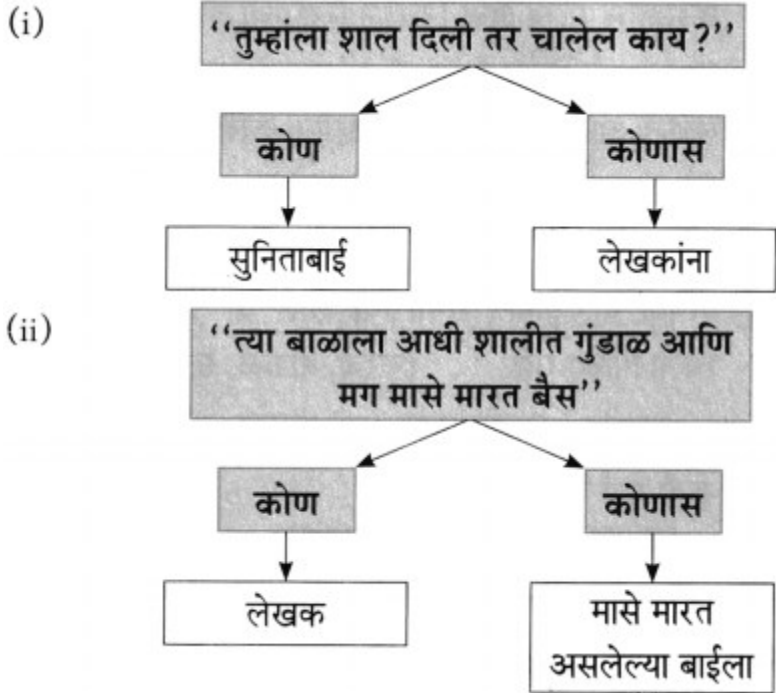 (i)
‘‘तुम्हांला शाल दिली तर चालेल काय?’’
कोण कोणास
सुनिताबाई लेखकांना
(ii)
‘‘त्या बाळाला आधी शालीत गुंडाळ आणि
मग मासे मारत बैस’’
कोण कोणास
लेखक मासे मारत
असलेल्या बाईला